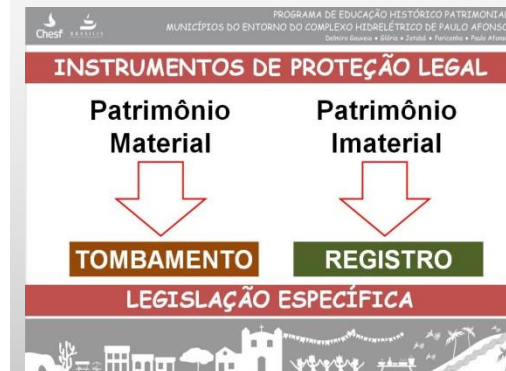 PROGRAMA DE EDUCAÇÃO HISTÓRICO PATRIMONIAL
MUNICÍPIOS DO ENTORNO DO COMPLEXO HIDRELÉTRICO DE PAULO AFONSO
Delmiro Gouveia • Glória • Jatobá • Pariconha • Paulo Afonso
Chesf
BRASILIS
INSTRUMENTOS DE PROTEÇÃO LEGAL
Patrimônio
Material
Patrimônio
Imaterial
TOMBAMENTO
REGISTRO
LEGISLAÇÃO ESPECÍFICA